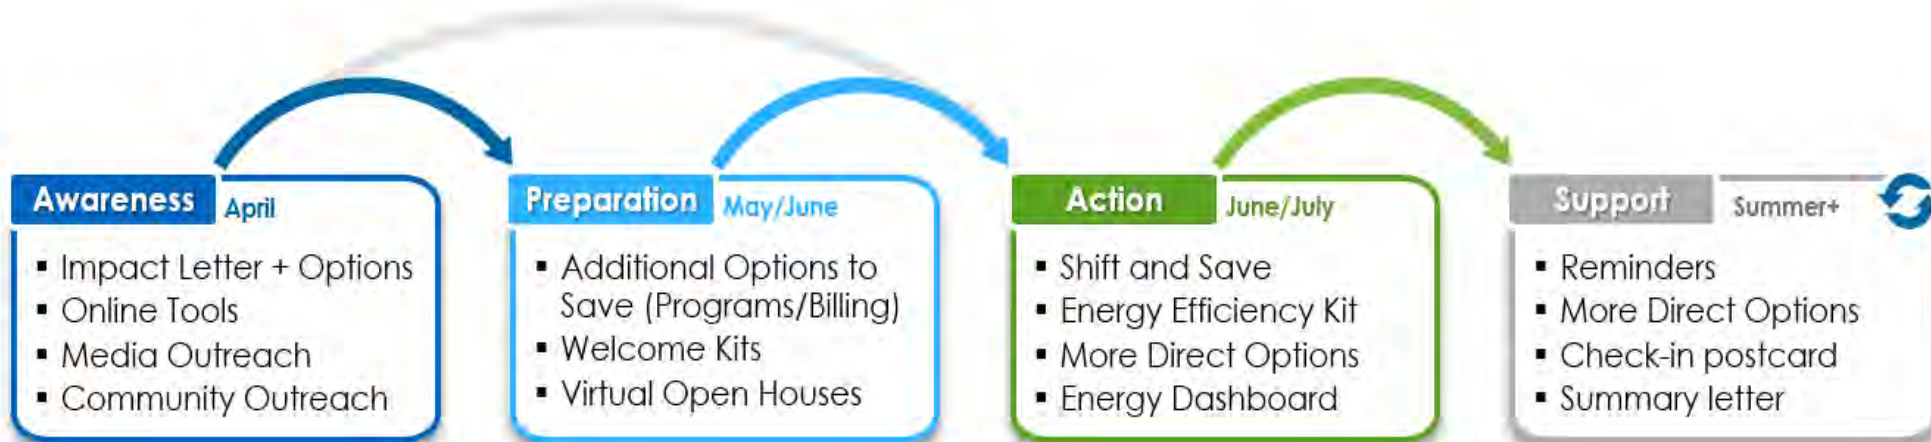 Awareness April
▪ Impact Letter + Options
▪ Online Tools
▪ Media Outreach
▪ Community Outreach
Preparation May/June
▪ Additional Options to
Save (Programs/Billing)
▪ Welcome Kits
▪ Virtual Open Houses
Action June/July
▪ Shift and Save
▪ Energy Efficiency Kit
▪ More Direct Options
▪ Energy Dashboard
Support Summer+
▪ Reminders
▪ More Direct Options
▪ Check-in postcard
▪ Summary letter